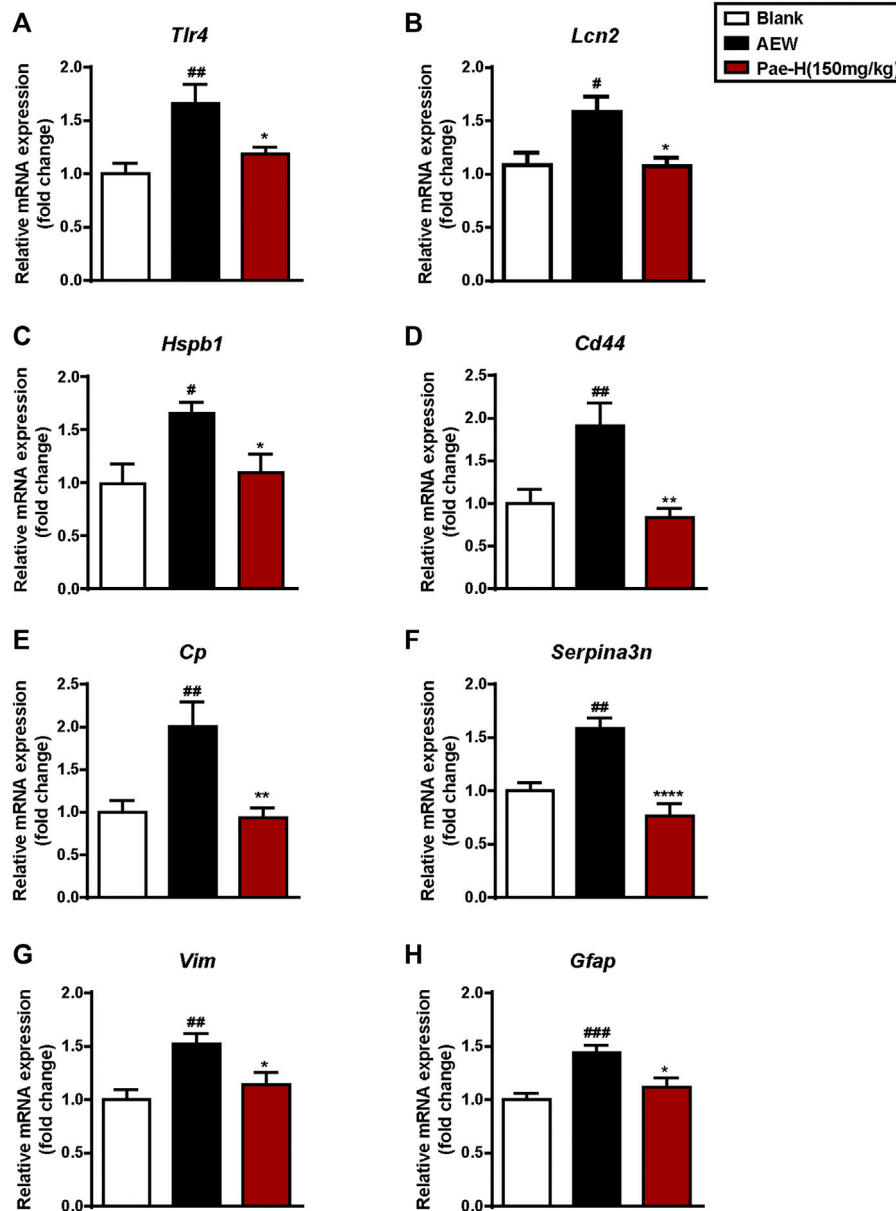 Blank
AEW
Pae-H(150mg/kg)
A
Tlr4
Relative mRNA expression
(fold change)
2.0
1.5
1.0
0.5
0.0
##
*
B
Lcn2
Relative mRNA expression
(fold change)
2.0
1.5
1.0
0.5
0.0
#
*
C
Hspb1
Relative mRNA expression
(fold change)
2.0
1.5
1.0
0.5
0.0
#
*
D
Cd44
Relative mRNA expression
(fold change)
2.5
2.0
1.5
1.0
0.5
0.0
##
**
E
Cp
Relative mRNA expression
(fold change)
2.5
2.0
1.5
1.0
0.5
0.0
##
**
F
Serpina3n
Relative mRNA expression
(fold change)
2.0
1.5
1.0
0.5
0.0
##
****
G
Vim
Relative mRNA expression
(fold change)
2.0
1.5
1.0
0.5
0.0
##
*
H
Gfap
Relative mRNA expression
(fold change)
2.0
1.5
1.0
0.5
0.0
###
*